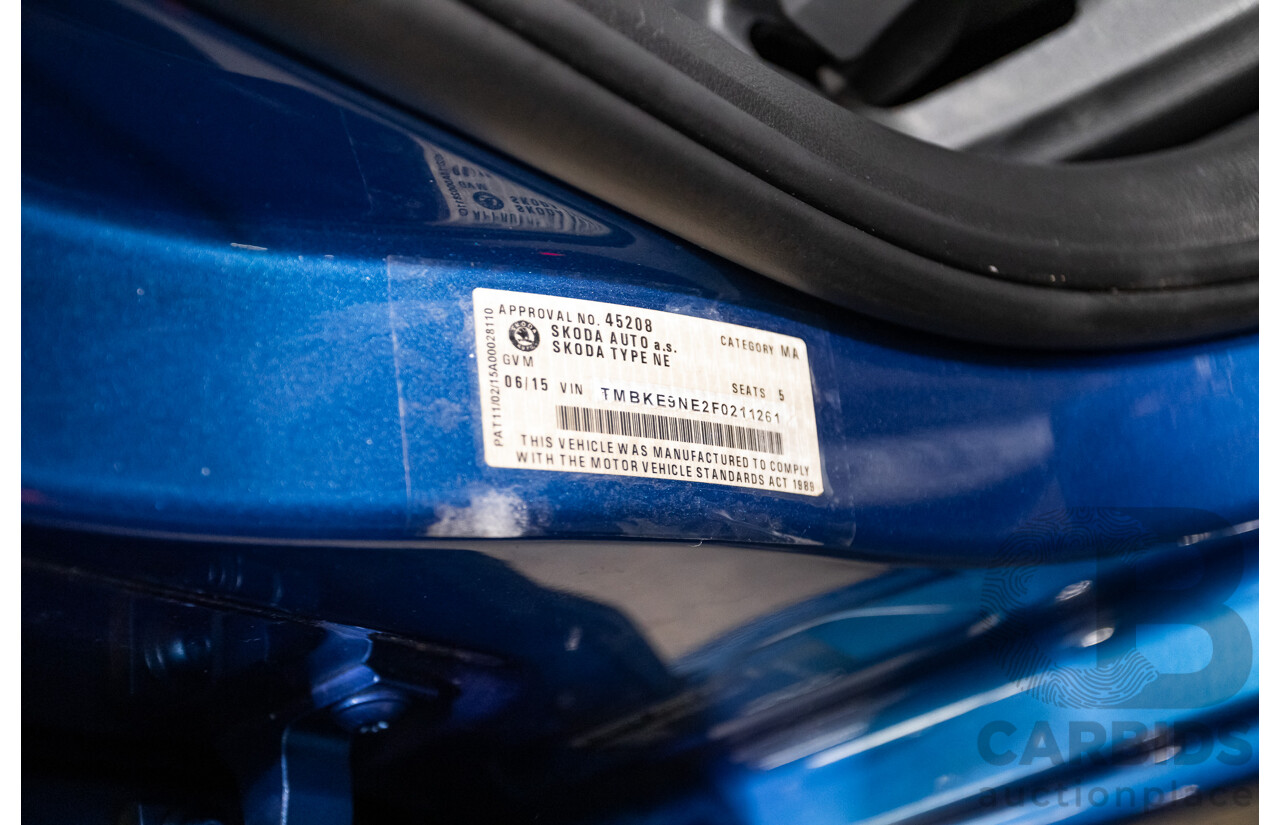 APPROVAL NO. 45208
SKODA AUTO a.s.
SKODA TYPE NE
CATEGORY MA
GVM
06/15 VIN TMBKE9NE2F0211261
SEATS 5
THIS VEHICLE WAS MANUFACTURED TO COMPLY
WITH THE MOTOR VEHICLE STANDARDS ACT 1989
PAT11/02/15A00028110
CARBIDS
auctionplace